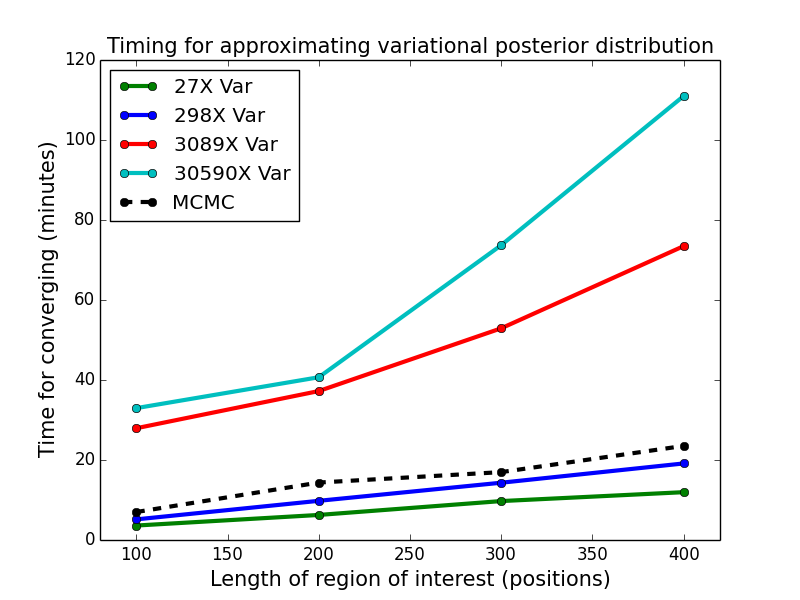 Timing for approximating variational posterior distribution
27X Var
298X Var
3089X Var
30590X Var
MCMC
120
100
80
60
40
20
0
Time for converging (minutes)
100 150 200 250 300 350 400
Length of region of interest (positions)